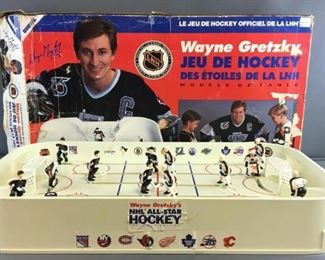 LE JEU DE HOCKEY OFFICIEL DE LA LNH
Wayne Gretzky
JEU DE HOCKEY
DES ÉTOILES DE LA LNH
MODÈLE DE TABLE
Wayne Gretzky's
NHL ALL-STAR
HOCKEY